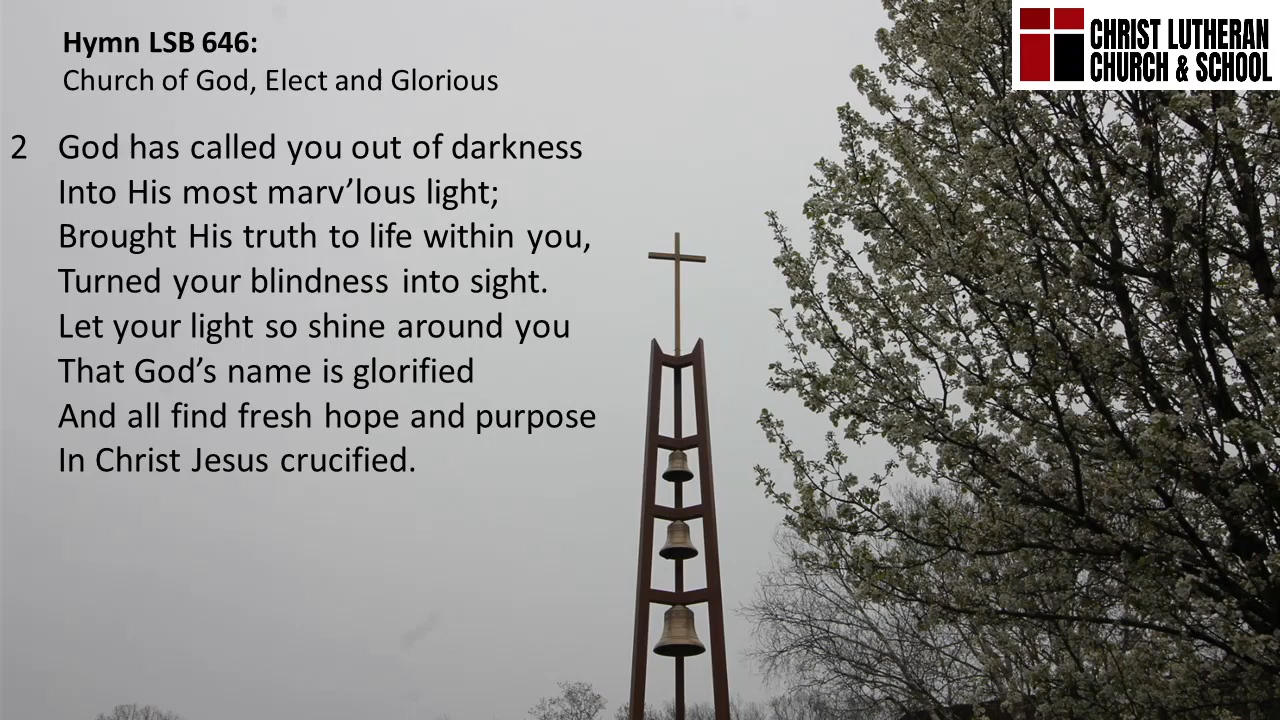 Hymn LSB 646:
Church of God, Elect and Glorious
CHRIST LUTHERAN
CHURCH & SCHOOL
2 God has called you out of darkness
Into His most marv’lous light;
Brought His truth to life within you,
Turned your blindness into sight.
Let your light so shine around you
That God’s name is glorified
And all find fresh hope and purpose
In Christ Jesus crucified.